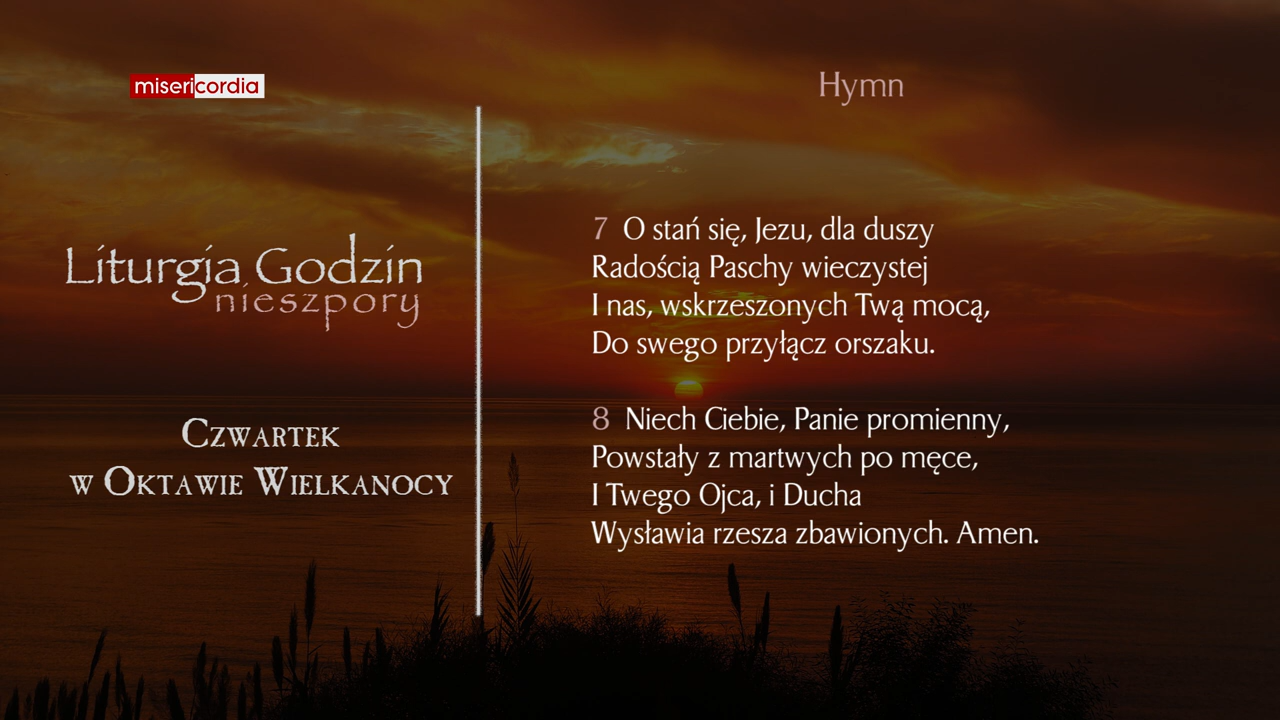 misericordia
Hymn
Liturgia Godzin
nieszpory
Czwartek
w Oktawie Wielkanocy
7 O stań się, Jezu, dla duszy
Radością Paschy wieczystej
I nas, wskrzeszonych Twą mocą,
Do swego przyłącz orszaku.
8 Niech Ciebie, Panie promienny,
Powstały z martwych po męce,
I Twego Ojca, i Ducha
Wysławia rzesza zbawionych. Amen.